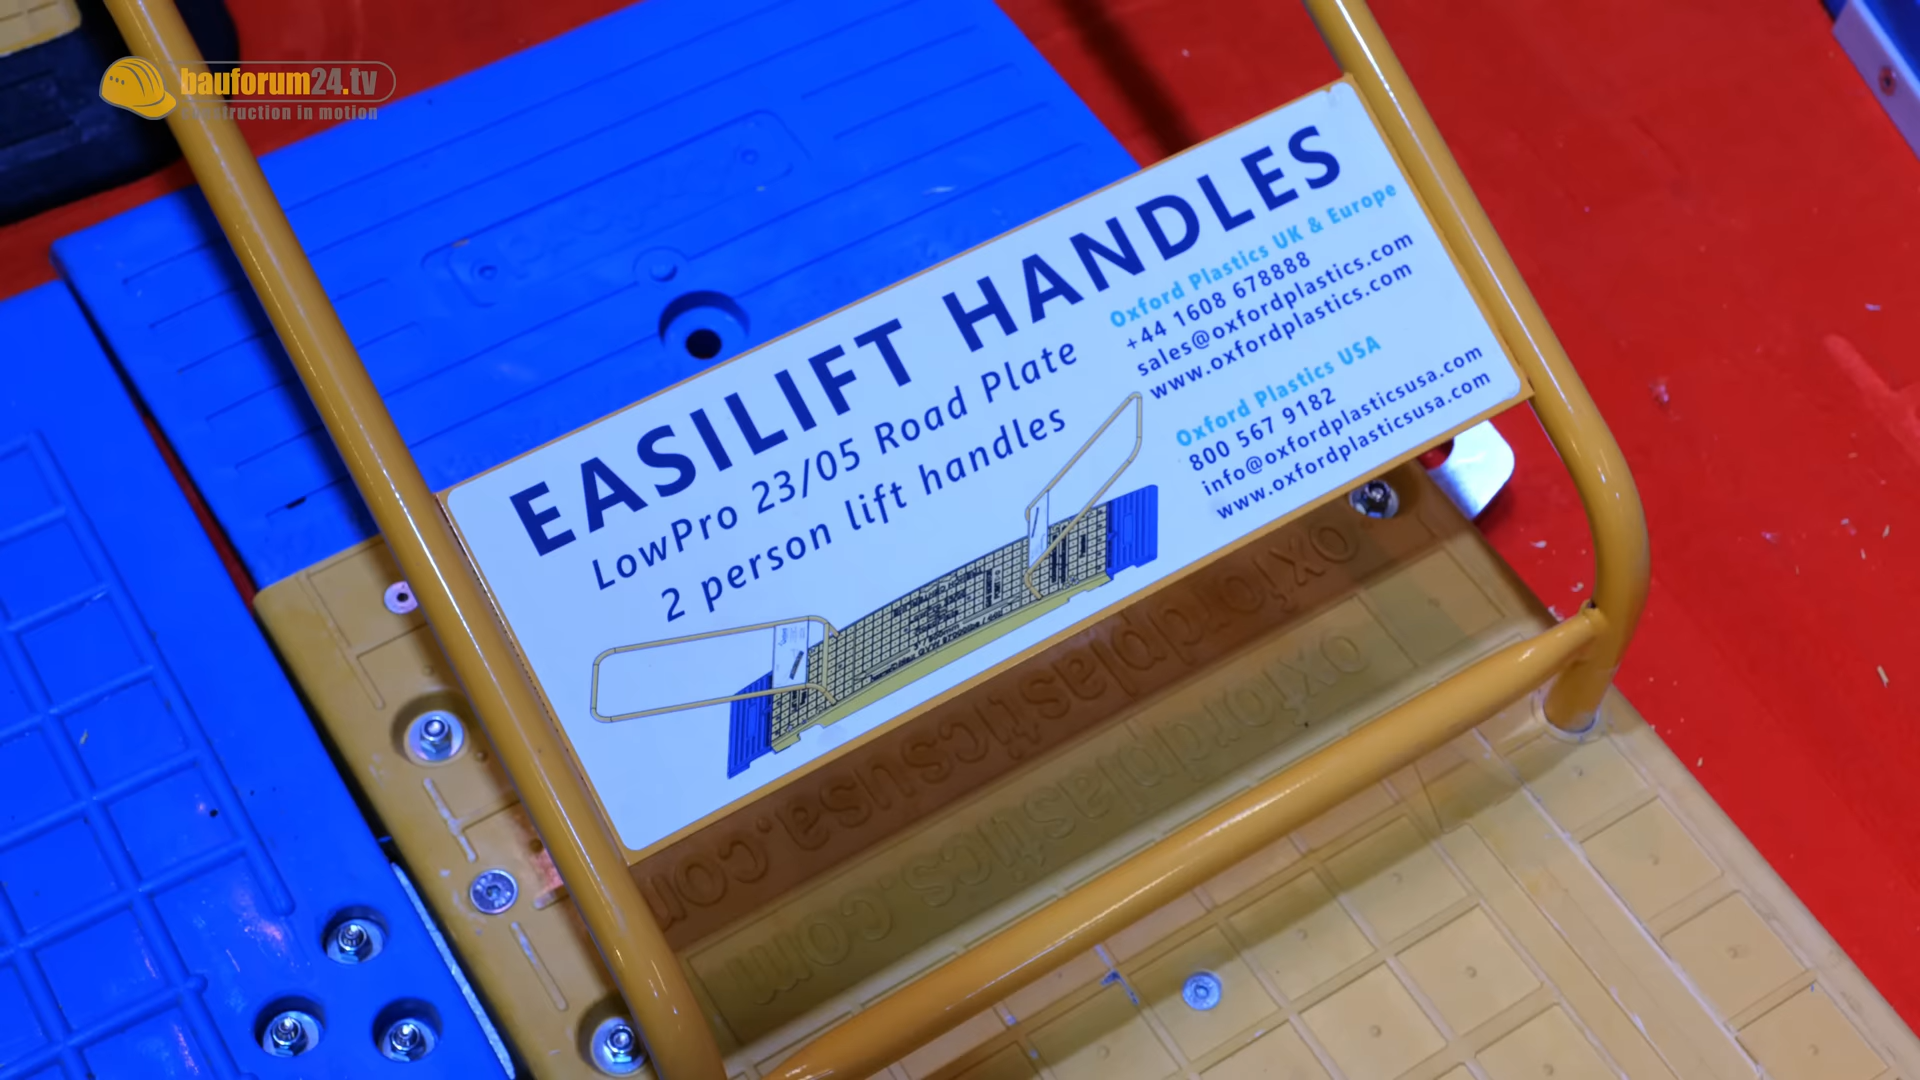 bauforum24.tv
construction in motion
EASILIFT HANDLES
LowPro 23/05 Road Plate
2 person lift handles
Oxford Plastics UK & Europe
+44 1608 678888
sales@oxfordplastics.com
www.oxfordplastics.com
Oxford Plastics USA
800 567 9182
info@oxfordplasticsusa.com
www.oxfordplasticsusa.com
oxfordplasticsusa.com
oxfordplastics.com